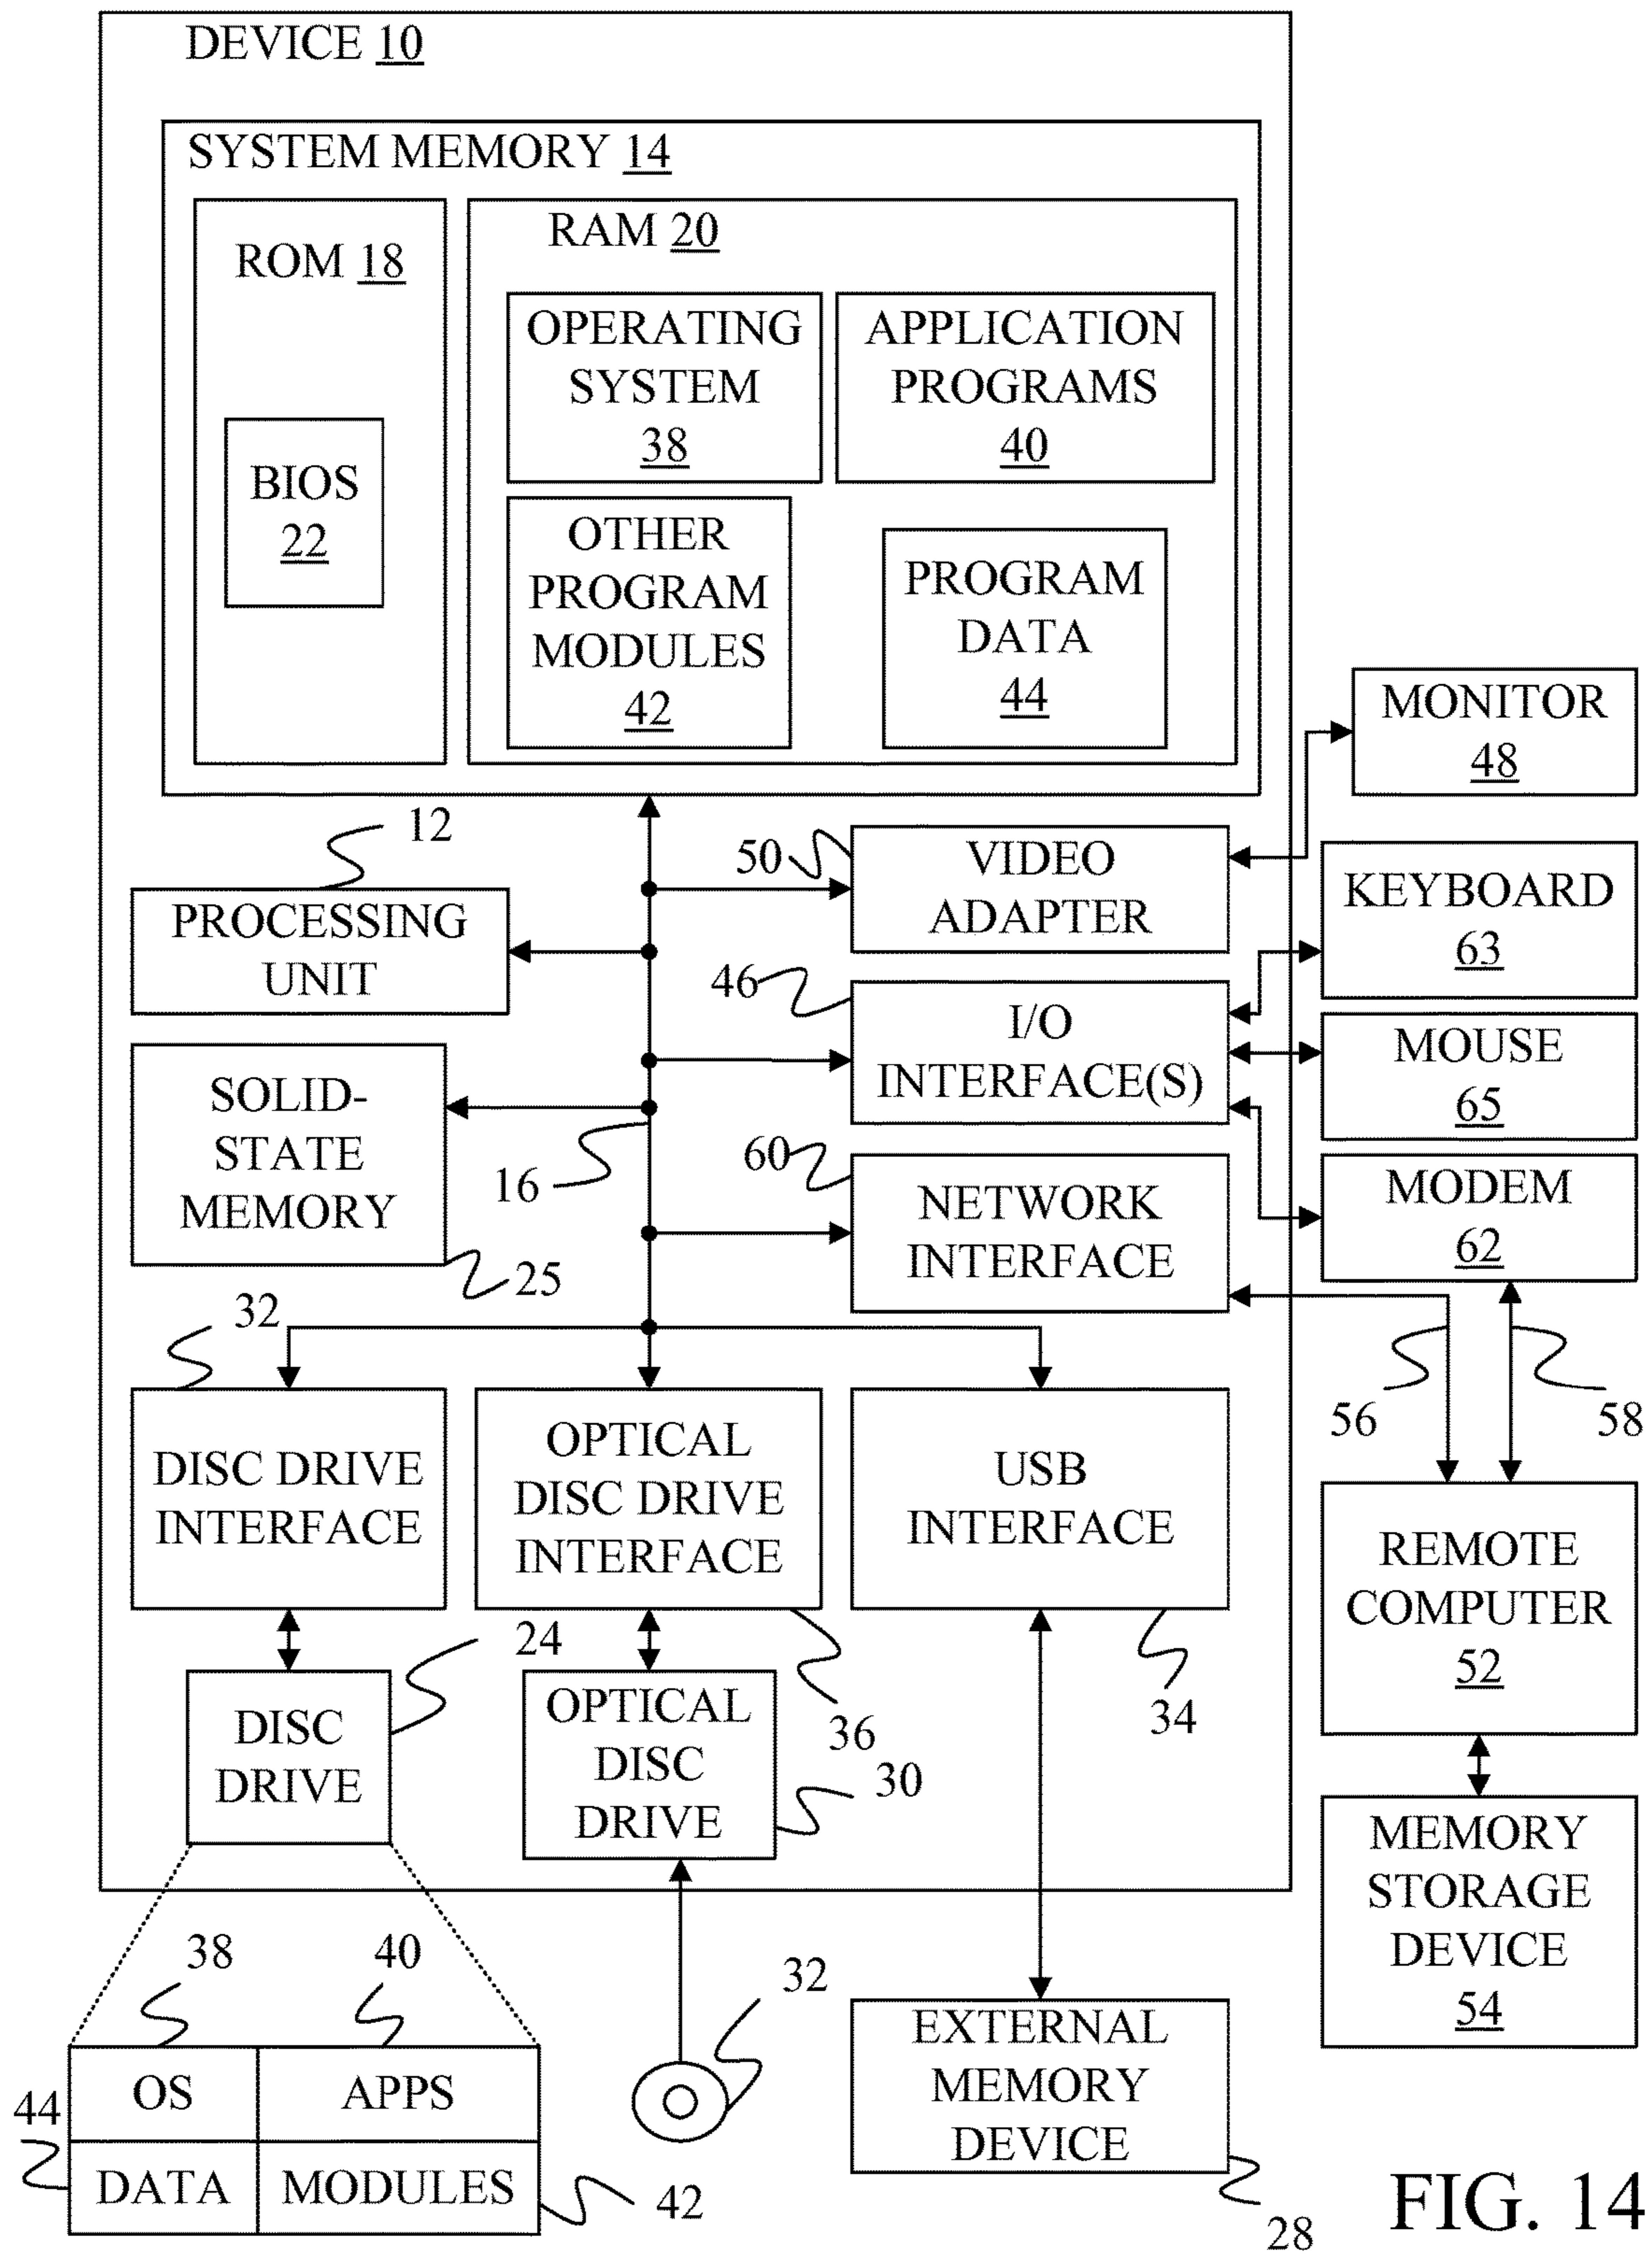 DEVICE 10
SYSTEM MEMORY 14
ROM 18
BIOS
22
RAM 20
OPERATING
SYSTEM
38
APPLICATION
PROGRAMS
40
OTHER
PROGRAM
MODULES
42
PROGRAM
DATA
44
MONITOR
48
12
PROCESSING
UNIT
50
VIDEO
ADAPTER
KEYBOARD
63
46
I/O
INTERFACE(S)
MOUSE
65
SOLID-
STATE
MEMORY
25
16
60
NETWORK
INTERFACE
MODEM
62
56
58
32
DISC DRIVE
INTERFACE
OPTICAL
DISC DRIVE
INTERFACE
36
USB
INTERFACE
34
REMOTE
COMPUTER
52
24
DISC
DRIVE
OPTICAL
DISC
DRIVE
30
MEMORY
STORAGE
DEVICE
54
38
40
OS
APPS
44
DATA
MODULES
42
32
EXTERNAL
MEMORY
DEVICE
28
FIG. 14